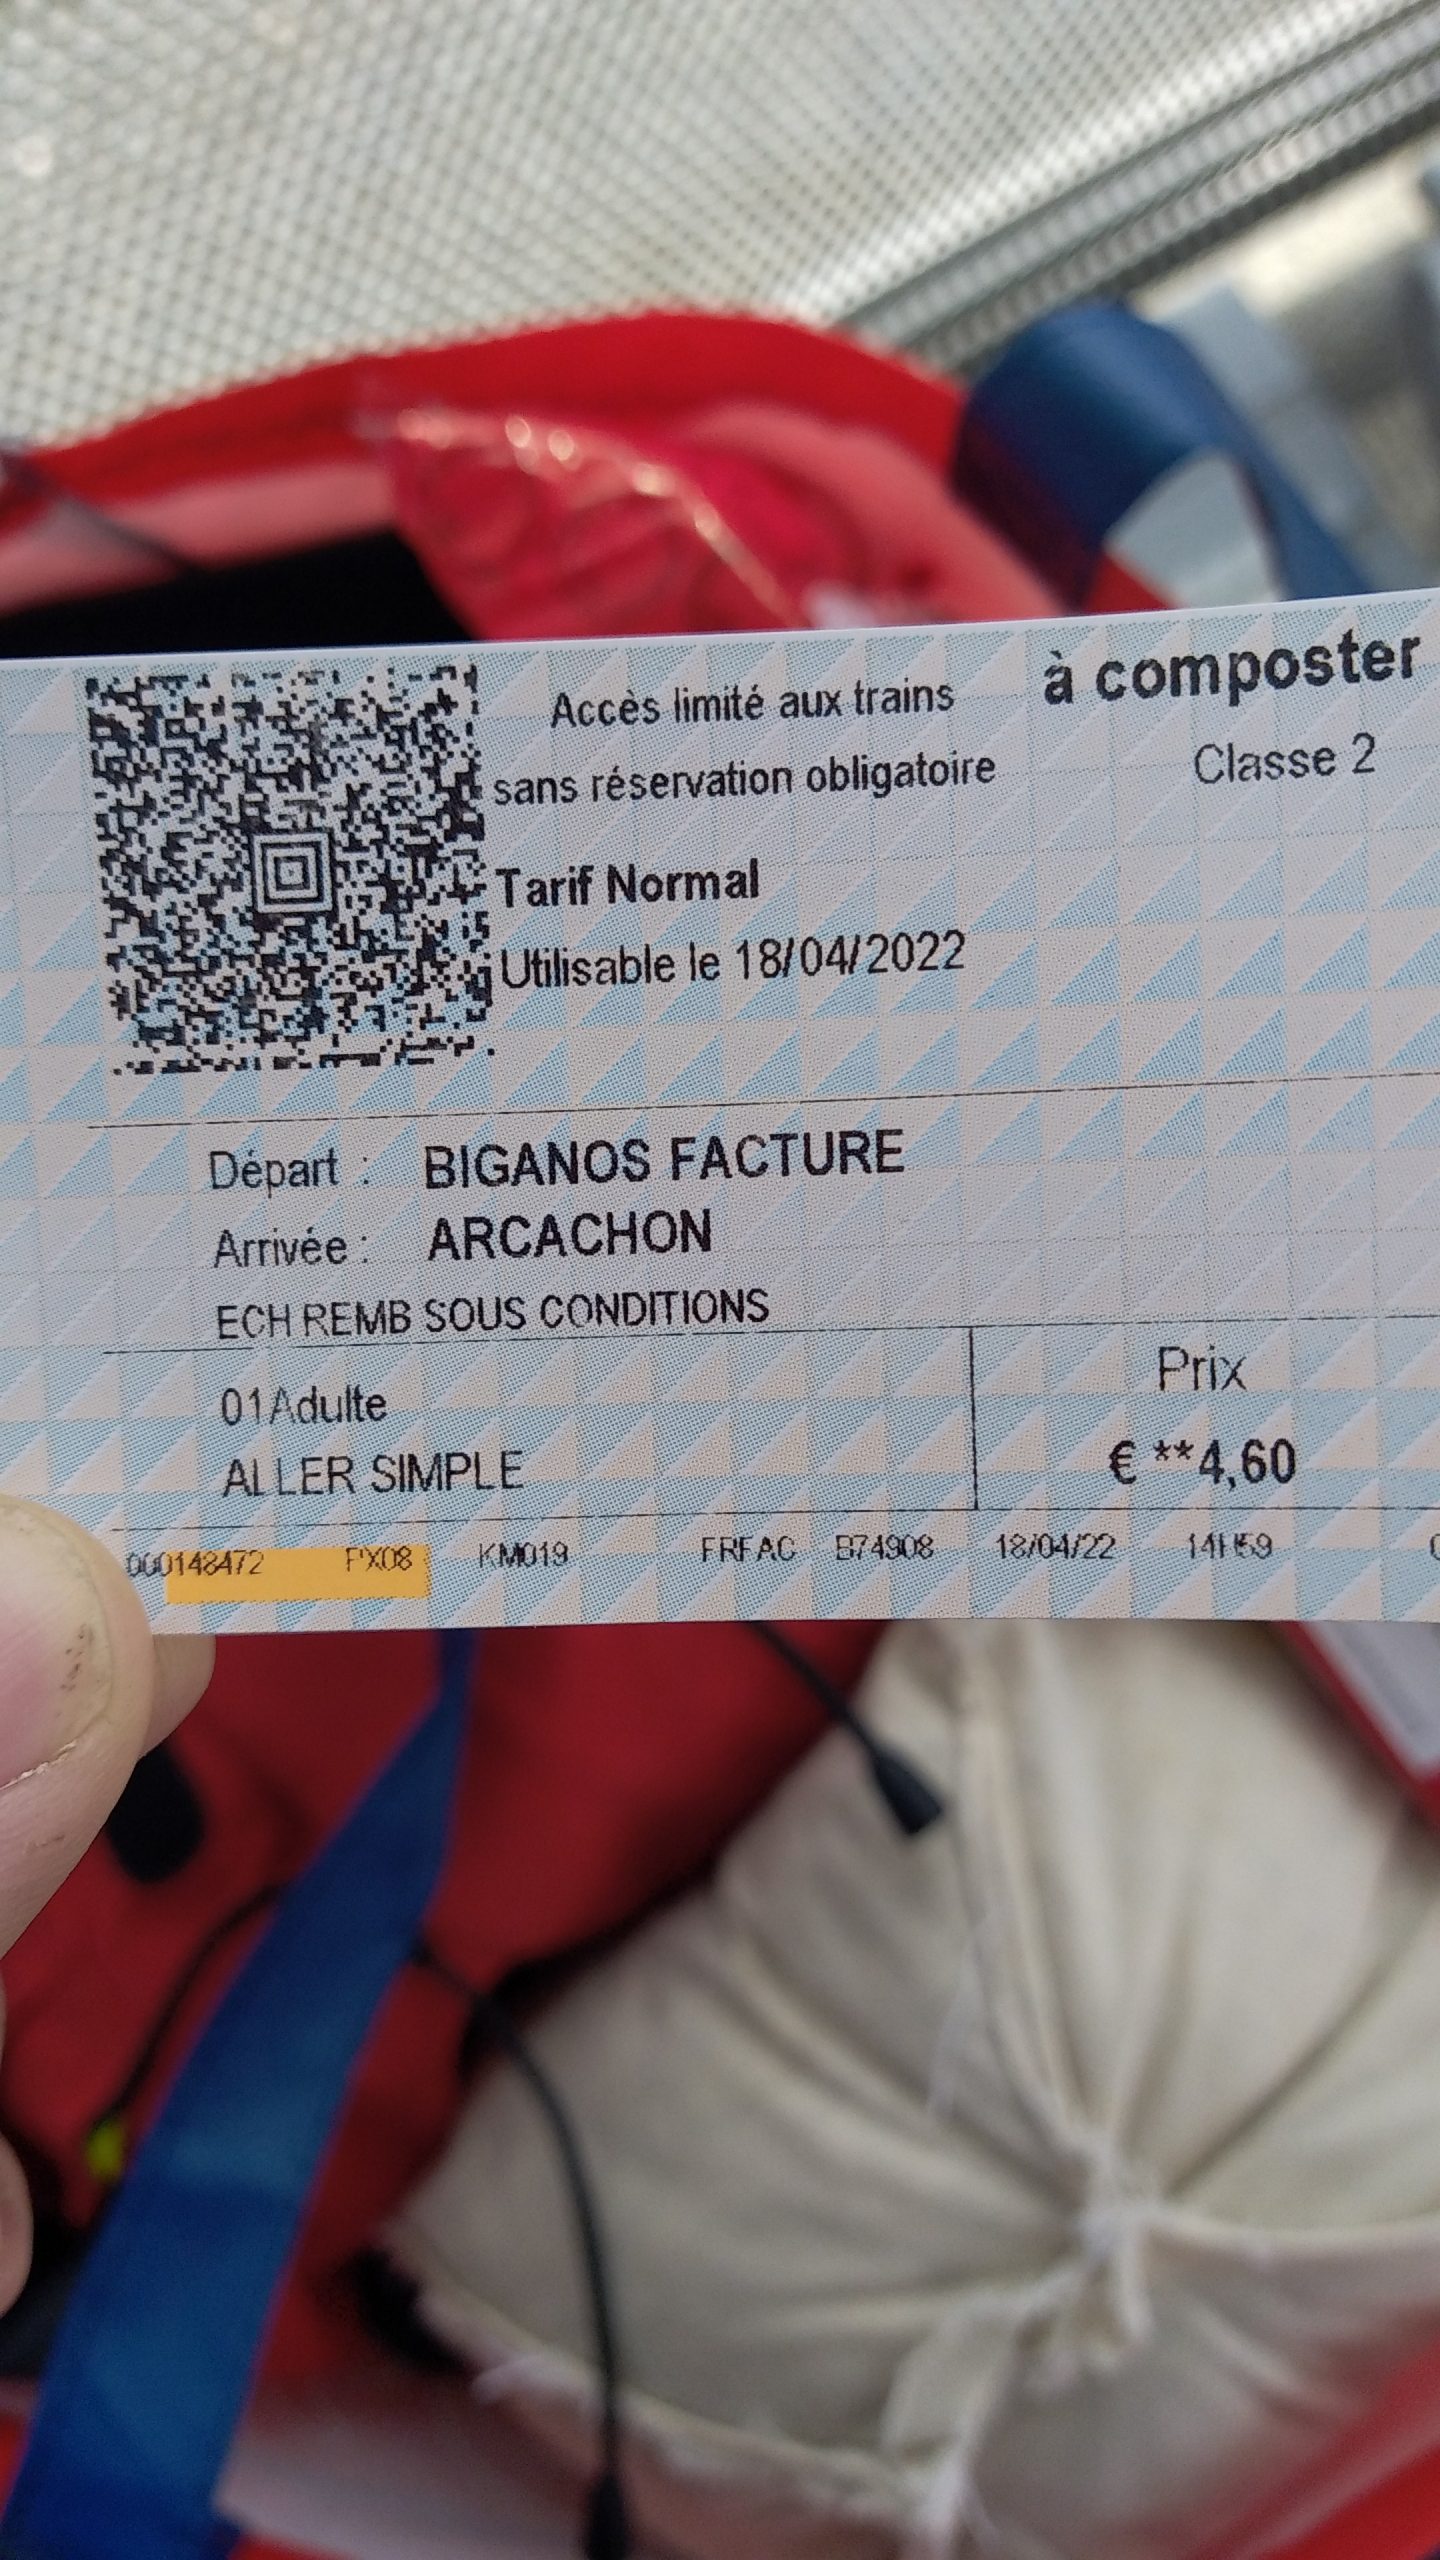 à composter
Accès limité aux trains
Classe 2
sans réservation obligatoire
Tarif Normal
Utilisable le 18/04/2022
Départ : BIGANOS FACTURE
Arrivée : ARCACHON
ECH REMB SOUS CONDITIONS
Prix
01Adulte
€ **4,60
ALLER SIMPLE
000148472 PX08 KM019 FRFAC B74908 18/04/22 14H59